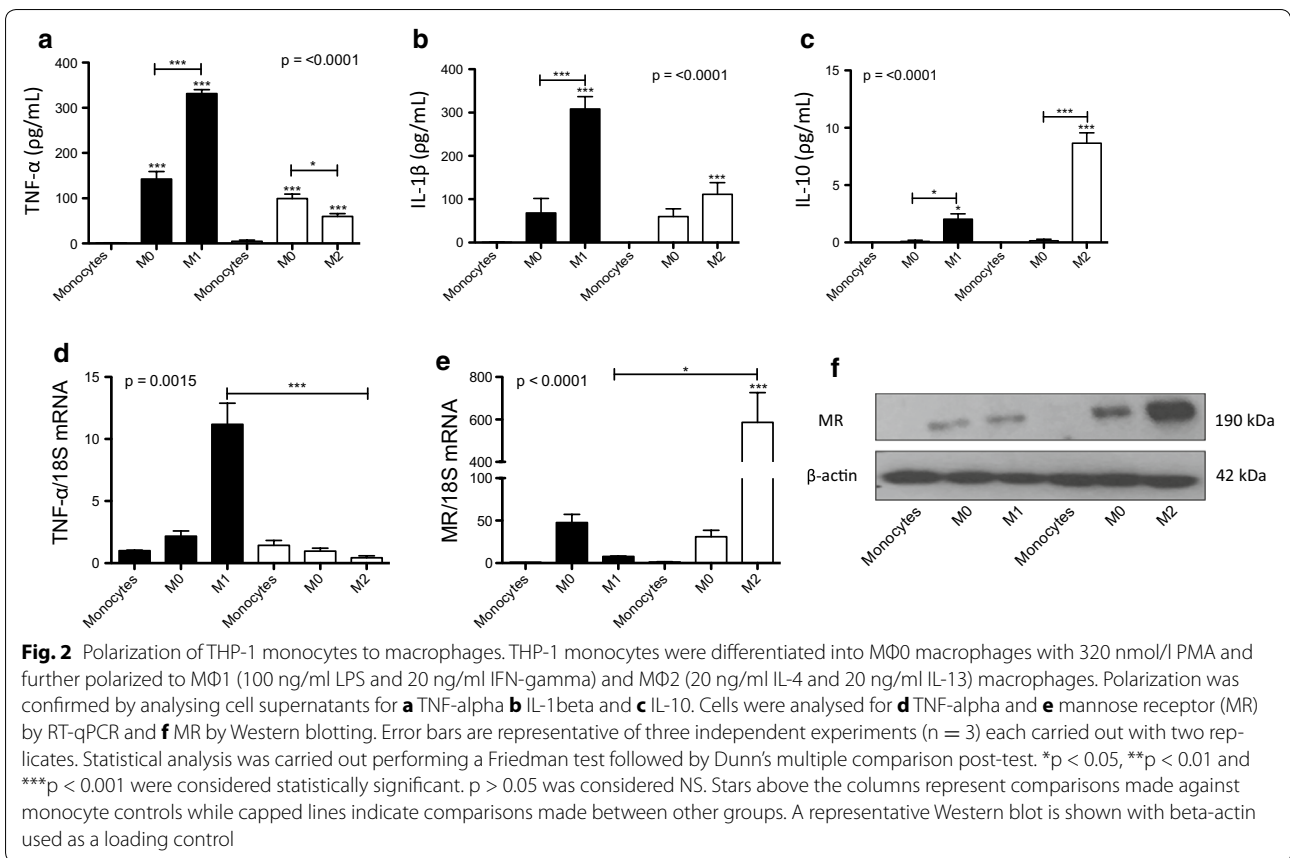 a
p = <0.0001
TNF-α (ρg/mL)
400
300
200
100
0
***
***
***
*
***
***
Monocytes
M0
M1
Monocytes
M0
M2
b
p = <0.0001
IL-1β (ρg/mL)
400
300
200
100
0
***
***
***
Monocytes
M0
M1
Monocytes
M0
M2
c
p = <0.0001
IL-10 (ρg/mL)
15
10
5
0
*
*
***
***
Monocytes
M0
M1
Monocytes
M0
M2
d
p = 0.0015
TNF-α/18S mRNA
15
10
5
0
***
Monocytes
M0
M1
Monocytes
M0
M2
e
p < 0.0001
MR/18S mRNA
800
600
400
100
50
0
*
***
Monocytes
M0
M1
Monocytes
M0
M2
f
MR
190 kDa
β-actin
42 kDa
Monocytes
M0
M1
Monocytes
M0
M2
Fig. 2 Polarization of THP-1 monocytes to macrophages. THP-1 monocytes were differentiated into MΦ0 macrophages with 320 nmol/l PMA and
further polarized to MΦ1 (100 ng/ml LPS and 20 ng/ml IFN-gamma) and MΦ2 (20 ng/ml IL-4 and 20 ng/ml IL-13) macrophages. Polarization was
confirmed by analysing cell supernatants for a TNF-alpha b IL-1beta and c IL-10. Cells were analysed for d TNF-alpha and e mannose receptor (MR)
by RT-qPCR and f MR by Western blotting. Error bars are representative of three independent experiments (n = 3) each carried out with two rep-
licates. Statistical analysis was carried out performing a Friedman test followed by Dunn's multiple comparison post-test. *p < 0.05, **p < 0.01 and
***p < 0.001 were considered statistically significant. p > 0.05 was considered NS. Stars above the columns represent comparisons made against
monocyte controls while capped lines indicate comparisons made between other groups. A representative Western blot is shown with beta-actin
used as a loading control